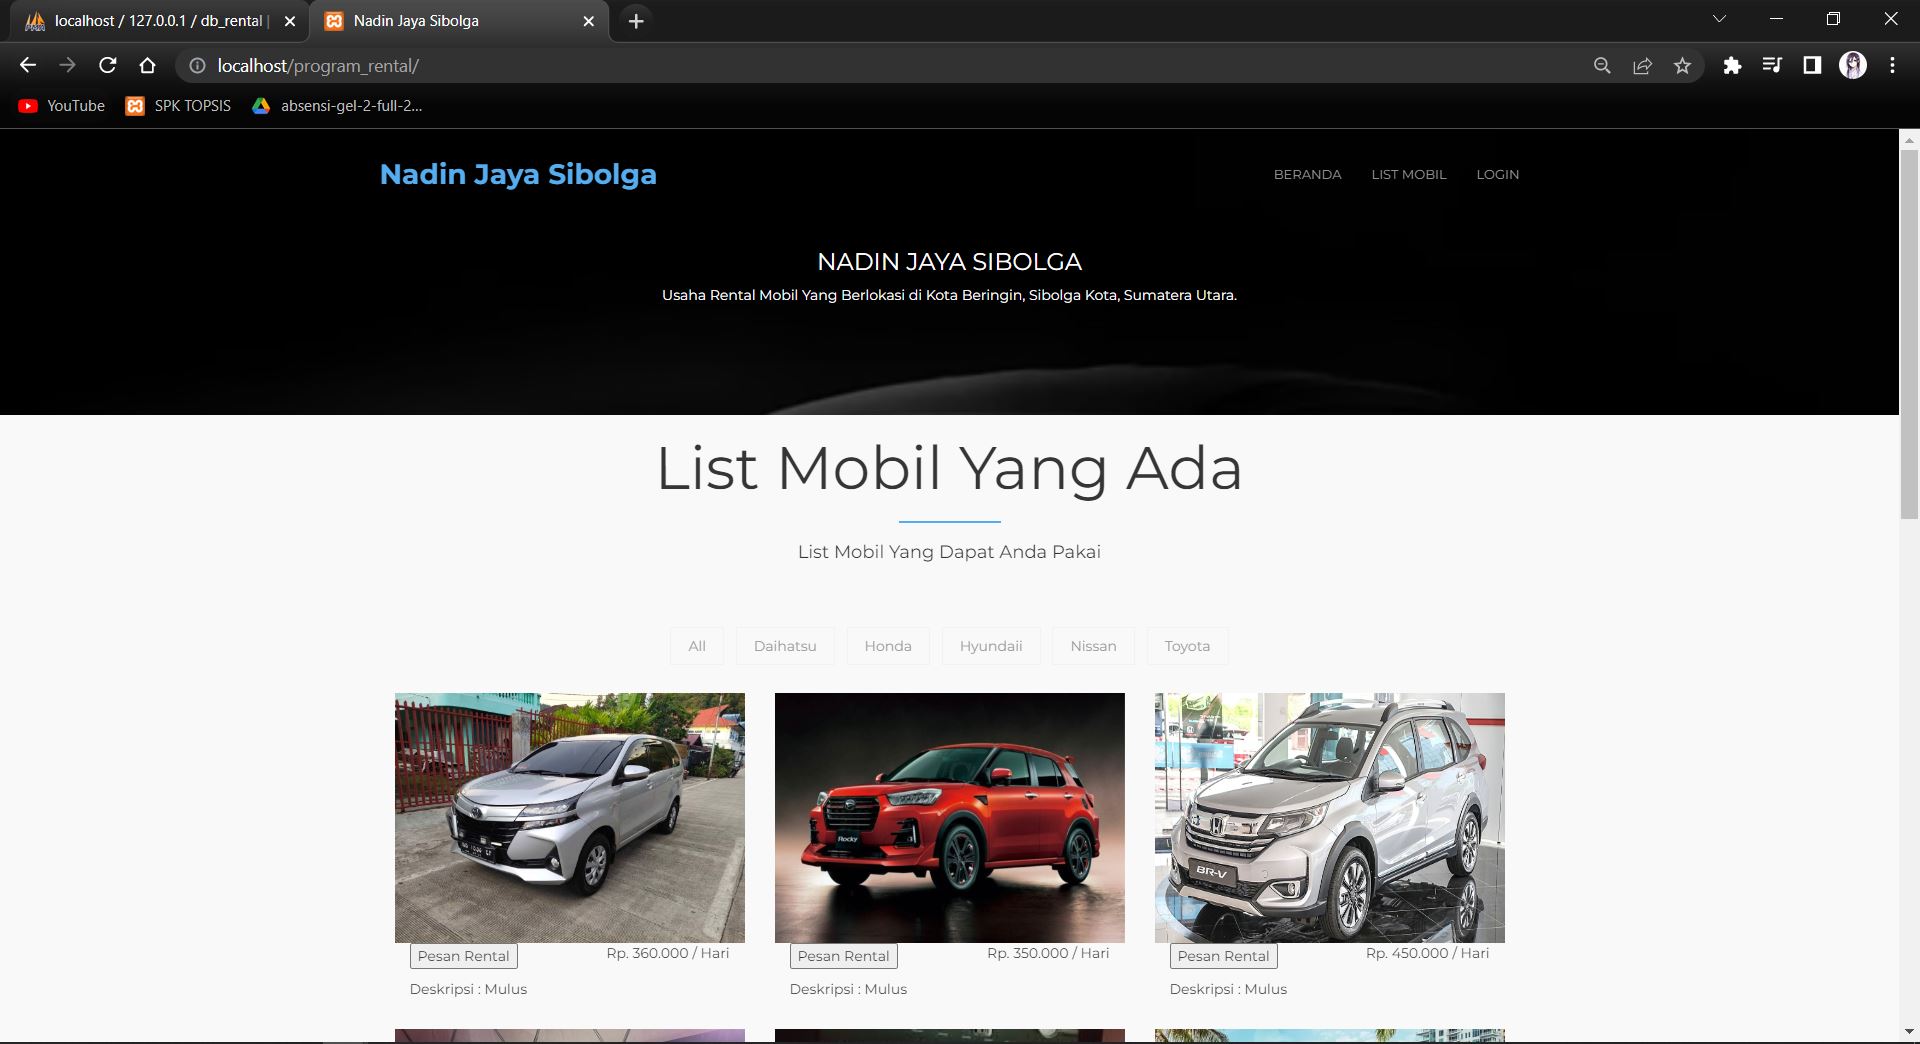 localhost / 127.0.0.1 / db_rental |
Nadin Jaya Sibolga
localhost/program_rental/
YouTube
SPK TOPSIS
absensi-gel-2-full-2...
Nadin Jaya Sibolga
BERANDA
LIST MOBIL
LOGIN
NADIN JAYA SIBOLGA
Usaha Rental Mobil Yang Berlokasi di Kota Beringin, Sibolga Kota, Sumatera Utara.
List Mobil Yang Ada
List Mobil Yang Dapat Anda Pakai
All
Daihatsu
Honda
Hyundaii
Nissan
Toyota
Rocky
BR-V
Pesan Rental
Rp. 360.000 / Hari
Deskripsi : Mulus
Pesan Rental
Rp. 350.000 / Hari
Deskripsi : Mulus
Pesan Rental
Rp. 450.000 / Hari
Deskripsi : Mulus